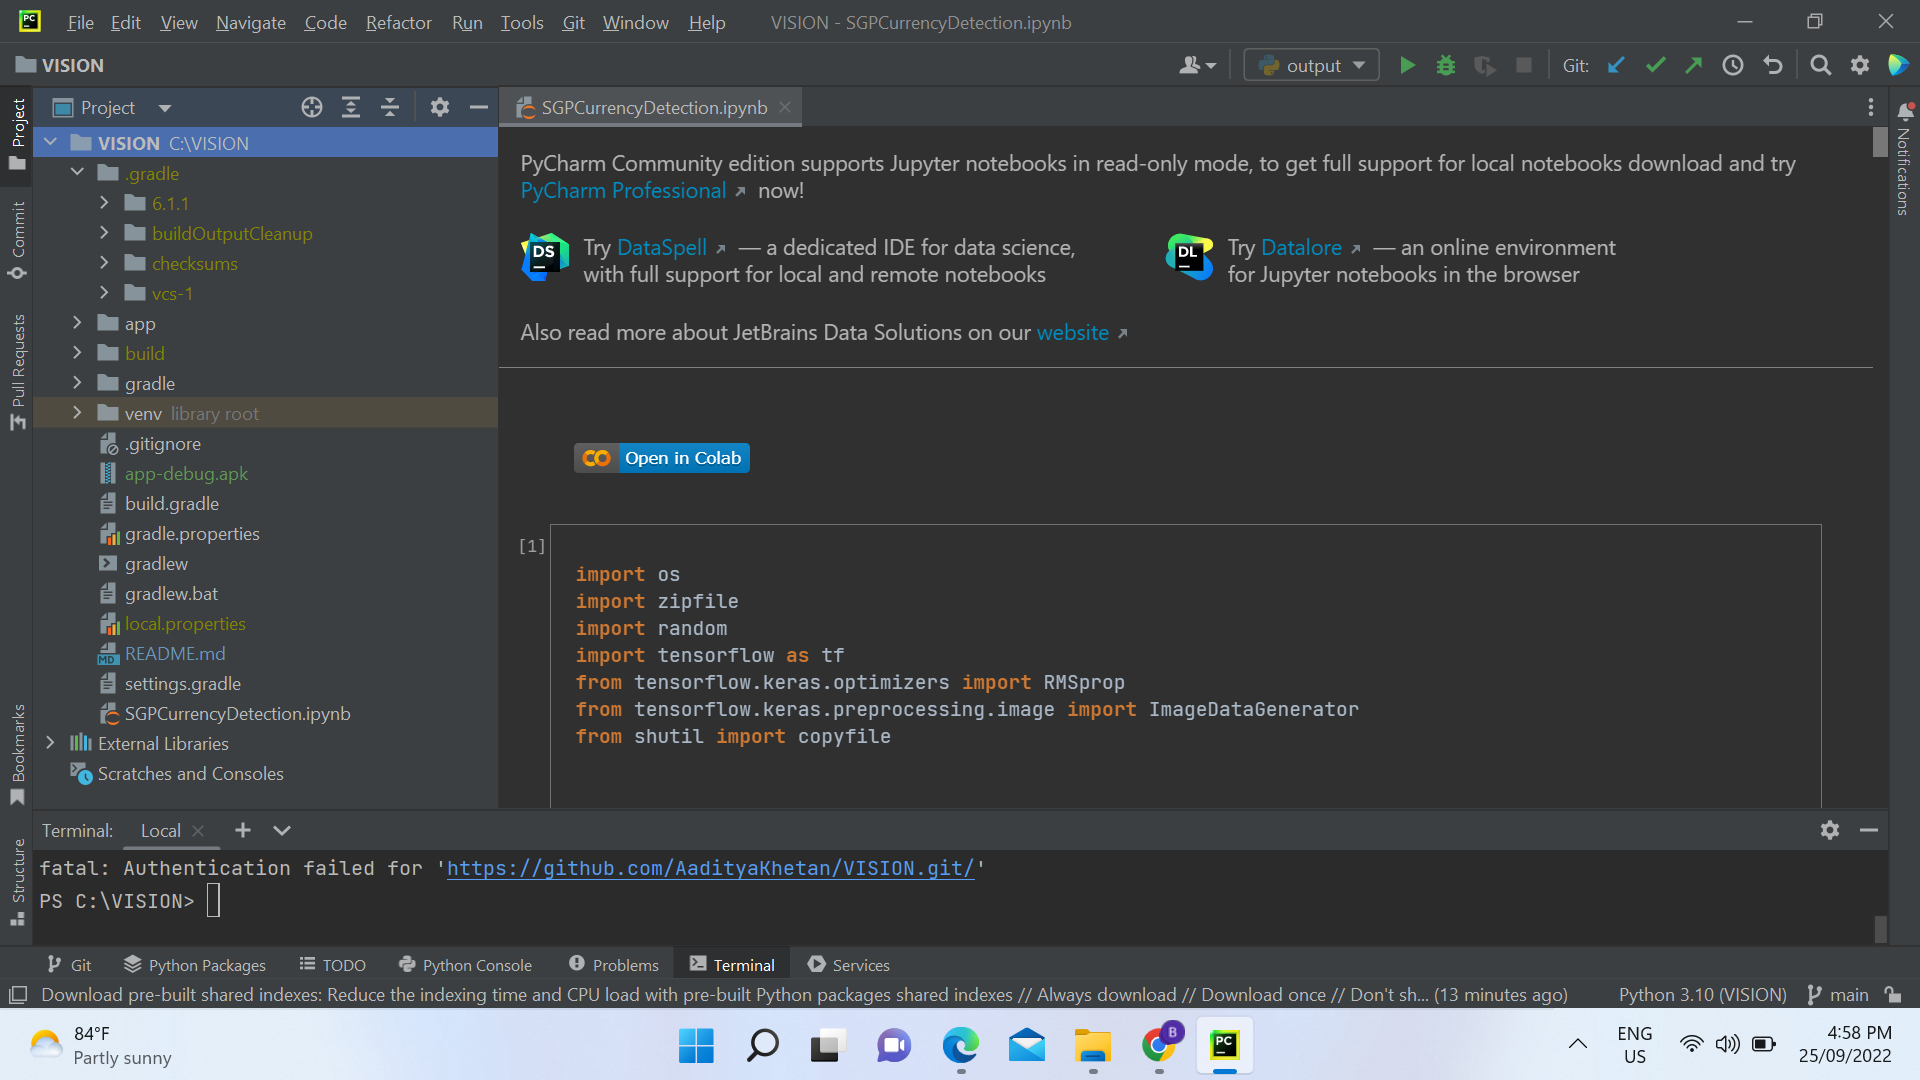 PC File Edit View Navigate Code Refactor Run Tools Git Window Help VISION - SGPCurrencyDetection.ipynb
VISION output Git:
Project SGPCurrencyDetection.ipynb
Project
Commit
Pull Requests
Bookmarks
Structure
Notifications
VISION C:\VISION
.gradle
6.1.1
buildOutputCleanup
checksums
vcs-1
app
build
gradle
venv library root
.gitignore
app-debug.apk
build.gradle
gradle.properties
gradlew
gradlew.bat
local.properties
MD README.md
settings.gradle
SGPCurrencyDetection.ipynb
External Libraries
Scratches and Consoles
PyCharm Community edition supports Jupyter notebooks in read-only mode, to get full support for local notebooks download and try
PyCharm Professional ↗ now!
DS Try DataSpell ↗ — a dedicated IDE for data science,
with full support for local and remote notebooks
DL Try Datalore ↗ — an online environment
for Jupyter notebooks in the browser
Also read more about JetBrains Data Solutions on our website ↗
Open in Colab
[1]
import os
import zipfile
import random
import tensorflow as tf
from tensorflow.keras.optimizers import RMSprop
from tensorflow.keras.preprocessing.image import ImageDataGenerator
from shutil import copyfile
Terminal: Local
fatal: Authentication failed for 'https://github.com/AadityaKhetan/VISION.git/'
PS C:\VISION>
Git Python Packages TODO Python Console Problems Terminal Services
Download pre-built shared indexes: Reduce the indexing time and CPU load with pre-built Python packages shared indexes // Always download // Download once // Don't sh... (13 minutes ago) Python 3.10 (VISION) main
84°F
Partly sunny
B
PC
ENG
US
4:58 PM
25/09/2022